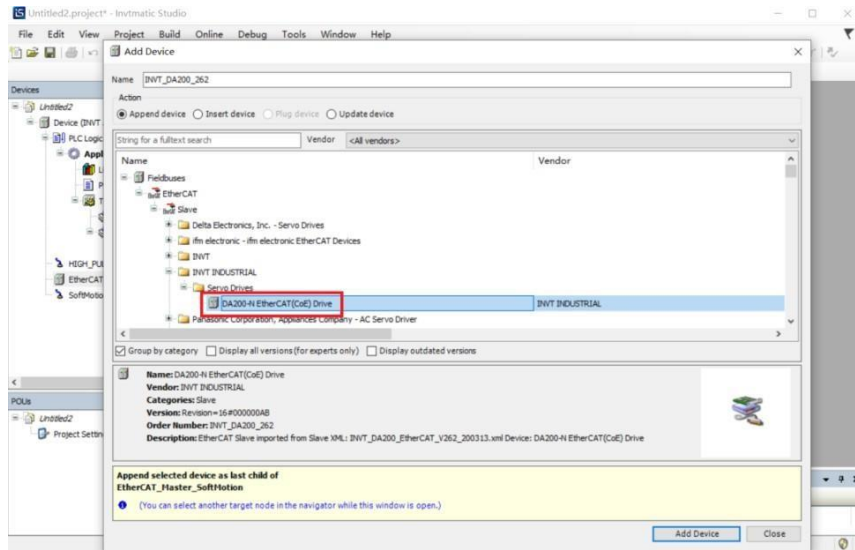 Untitled2.project* - Invtmatic Studio
File Edit View Project Build Online Debug Tools Window Help
Add Device
Name INVT_DA200_262
Action
Append device Insert device Plug device Update device
String for a fulltext search Vendor <All vendors>
Name Vendor
Fieldbuses
EtherCAT
Slave
Delta Electronics, Inc. - Servo Drives
ifm electronic - ifm electronic EtherCAT Devices
INVT
INVT INDUSTRIAL
Servo Drives
DA200-N EtherCAT(CoE) Drive INVT INDUSTRIAL
Panasonic Corporation, Appliances Company - AC Servo Driver
Group by category Display all versions (for experts only) Display outdated versions
Name: DA200-N EtherCAT(CoE) Drive
Vendor: INVT INDUSTRIAL
Categories: Slave
Version: Revision=16#000000AB
Order Number: INVT_DA200_262
Description: EtherCAT Slave imported from Slave XML: INVT_DA200_EtherCAT_V262_200313.xml Device: DA200-N EtherCAT(CoE) Drive
Append selected device as last child of
EtherCAT_Master_SoftMotion
(You can select another target node in the navigator while this window is open.)
Add Device Close
Devices
Untitled2
Device (INVT
PLC Logic
Appl
L
P
T
HIGH_PUL
EtherCAT
SoftMotio
POUs
Untitled2
Project Settin